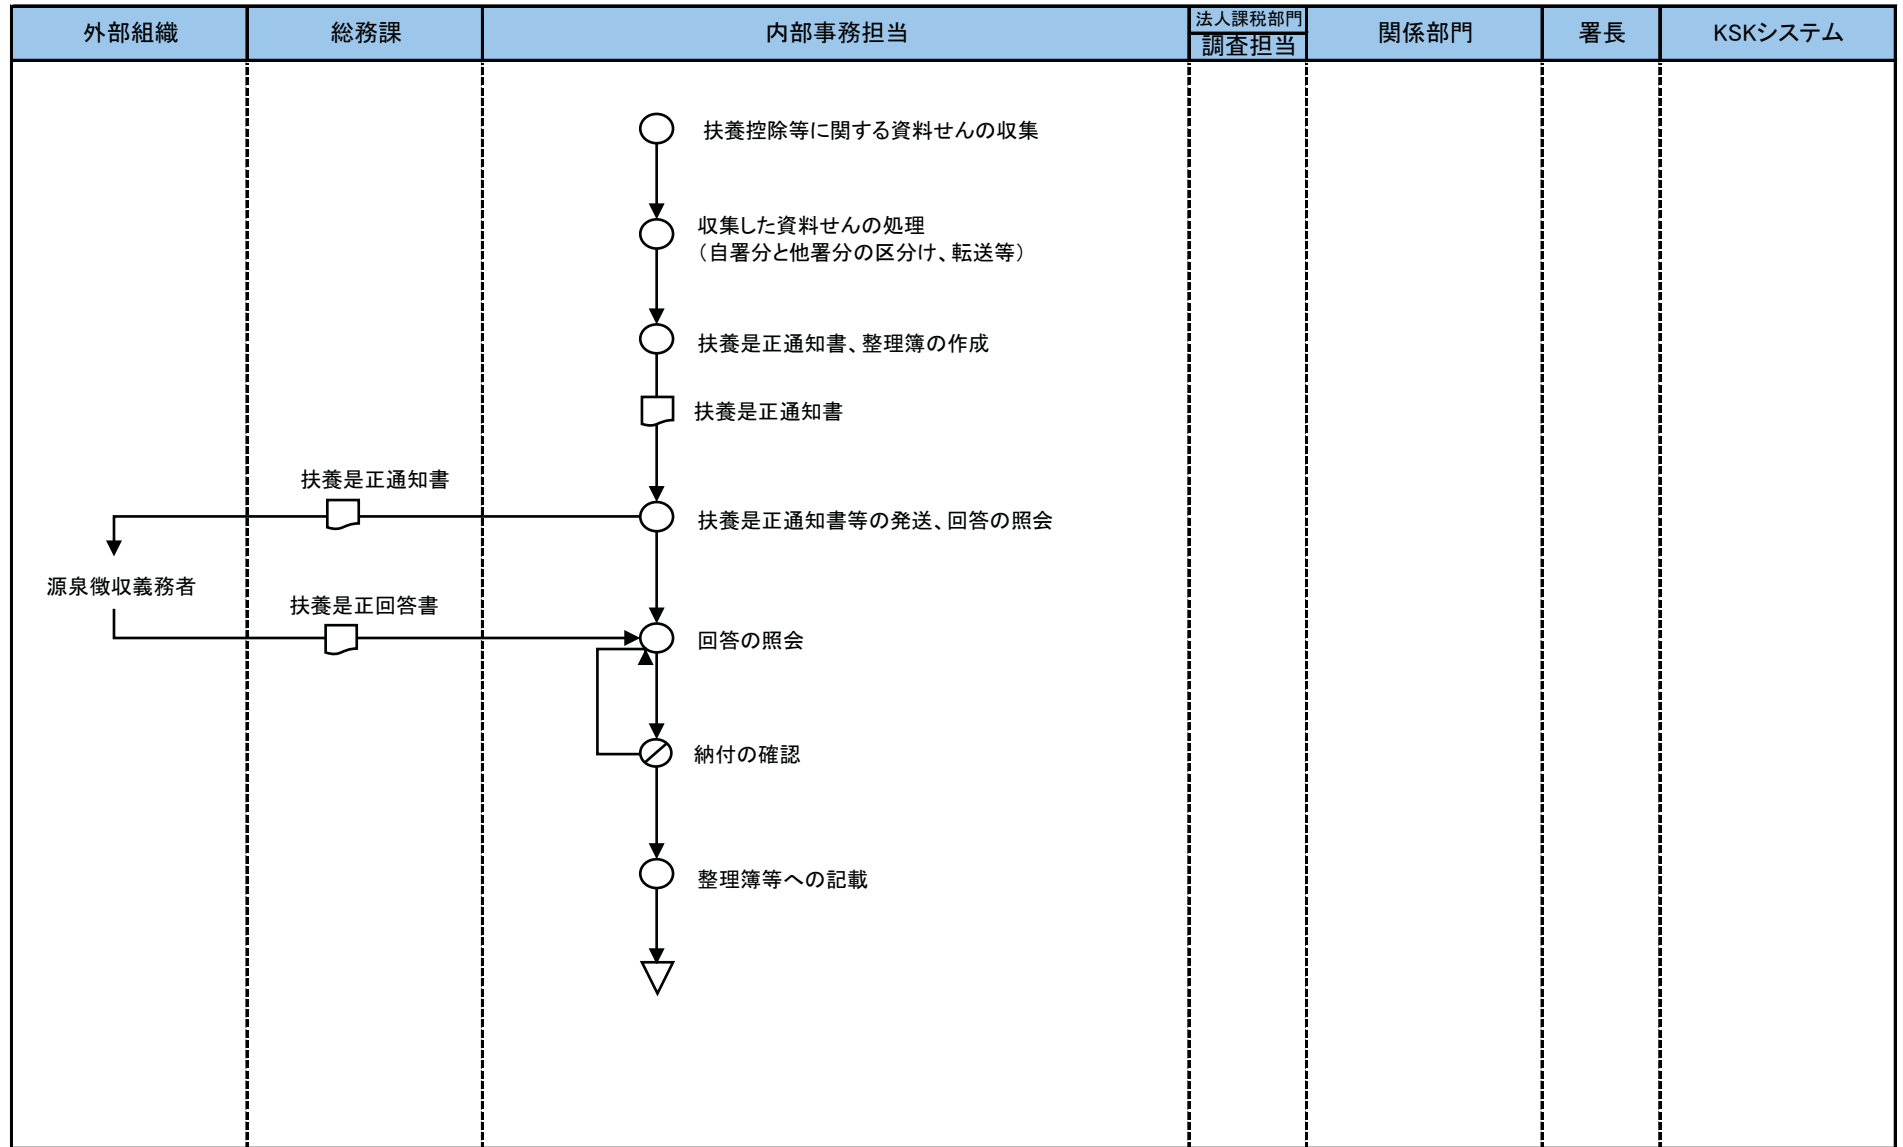 外部組織
総務課
内部事務担当
法人課税部門
調査担当
関係部門
署長
KSKシステム
扶養控除等に関する資料せんの収集
収集した資料せんの処理
（自署分と他署分の区分け、転送等）
扶養是正通知書、整理簿の作成
扶養是正通知書
扶養是正通知書
扶養是正通知書等の発送、回答の照会
源泉徴収義務者
扶養是正回答書
回答の照会
納付の確認
整理簿等への記載